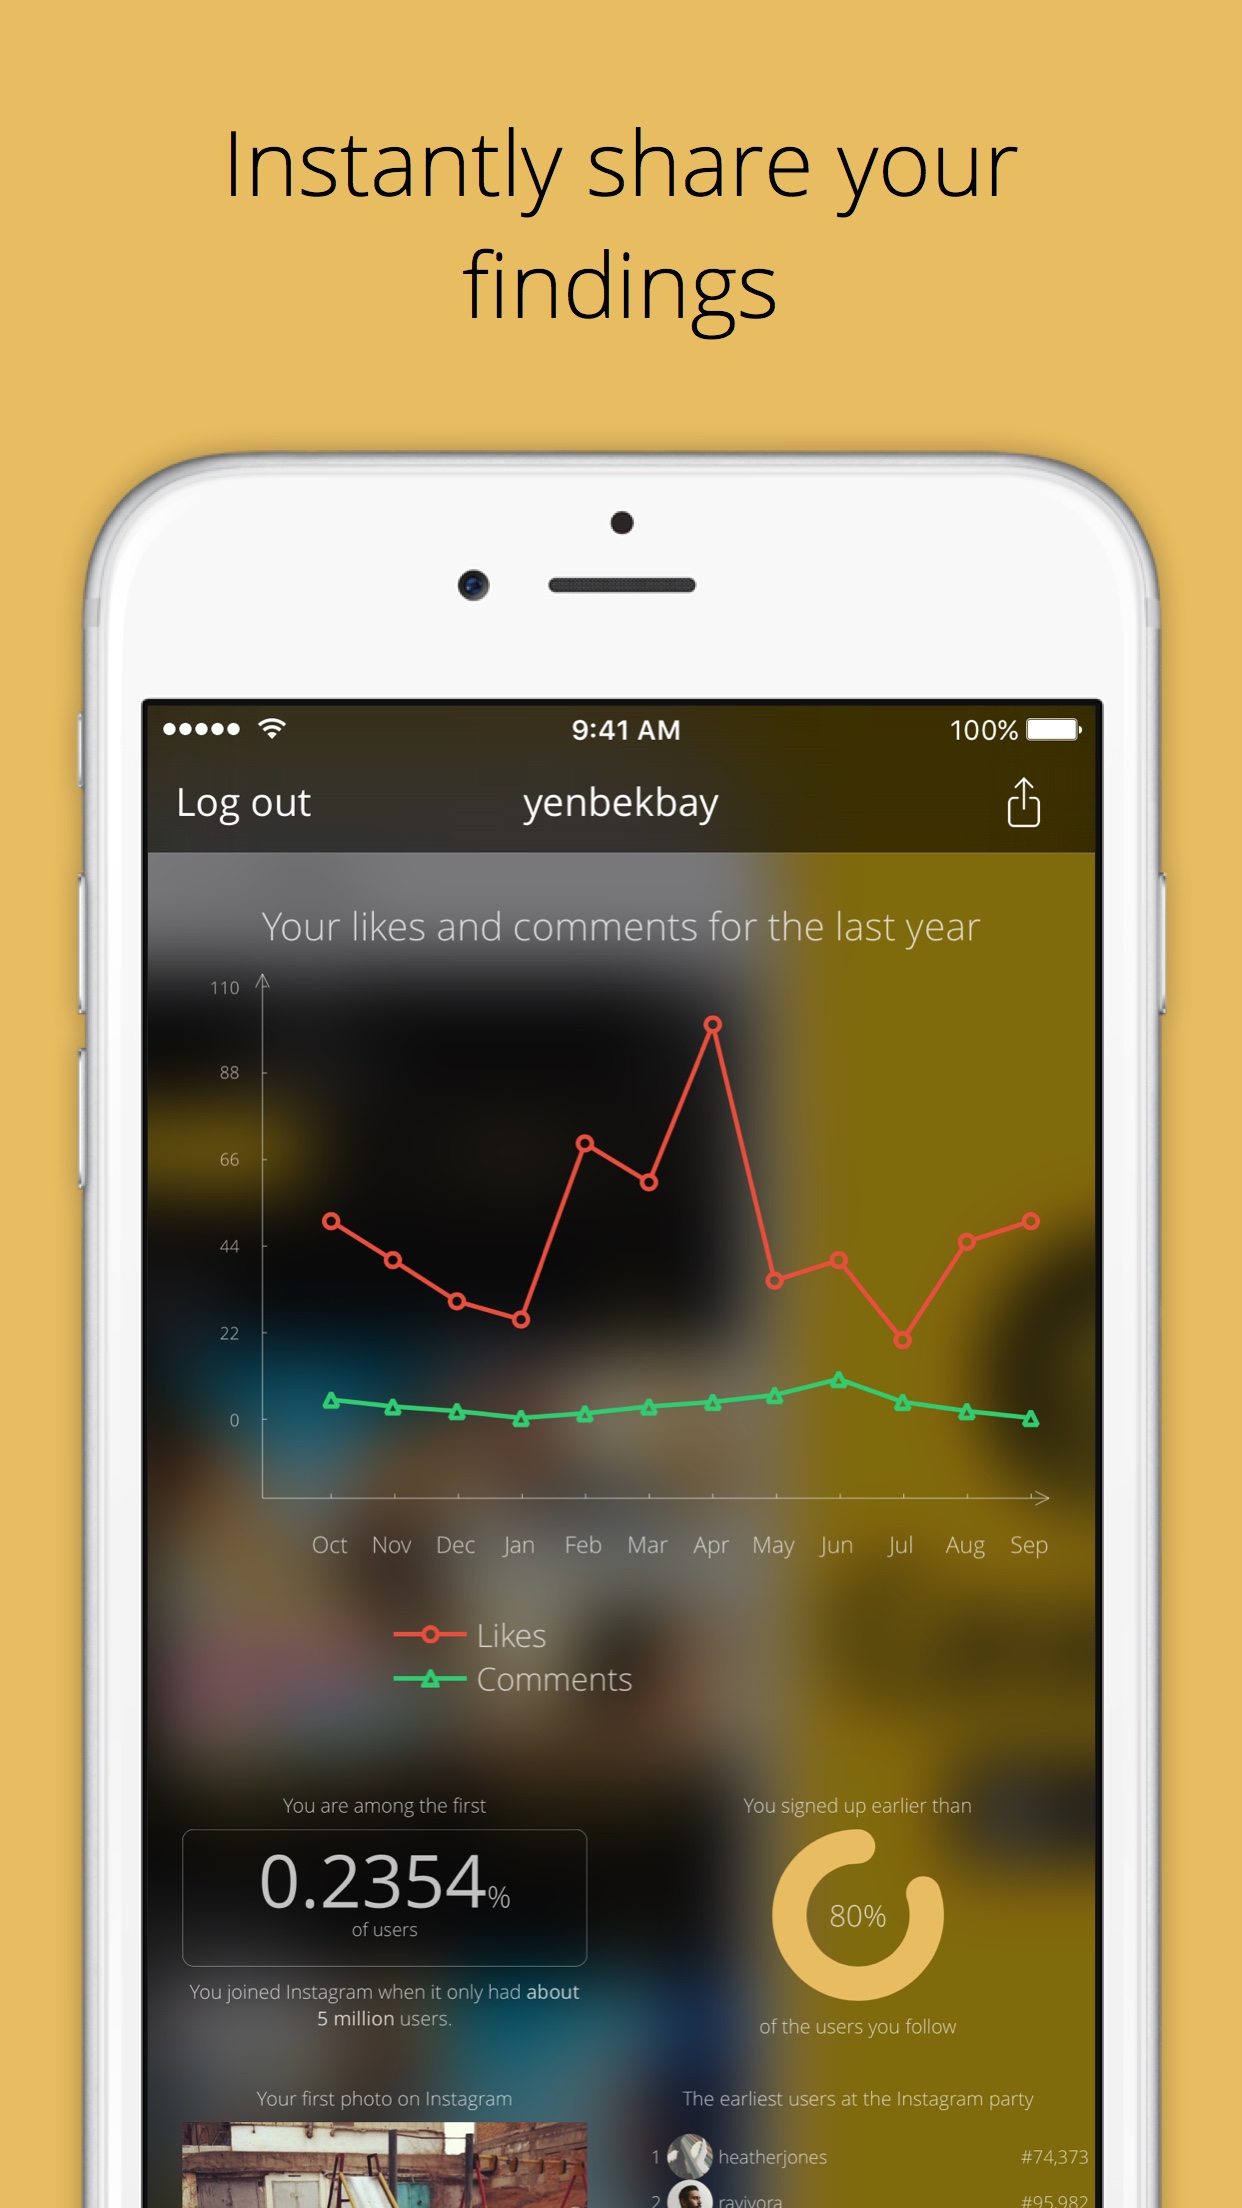 Instantly share your
findings
9:41 AM
100%
Log out
yenbekbay
Your likes and comments for the last year
110
88
66
44
22
0
Oct Nov Dec Jan Feb Mar Apr May Jun Jul Aug Sep
Likes
Comments
You are among the first
0.2354%
of users
You joined Instagram when it only had about
5 million users.
You signed up earlier than
80%
of the users you follow
Your first photo on Instagram
The earliest users at the Instagram party
1 heatherjones #74,373
2 ravivora #95,982